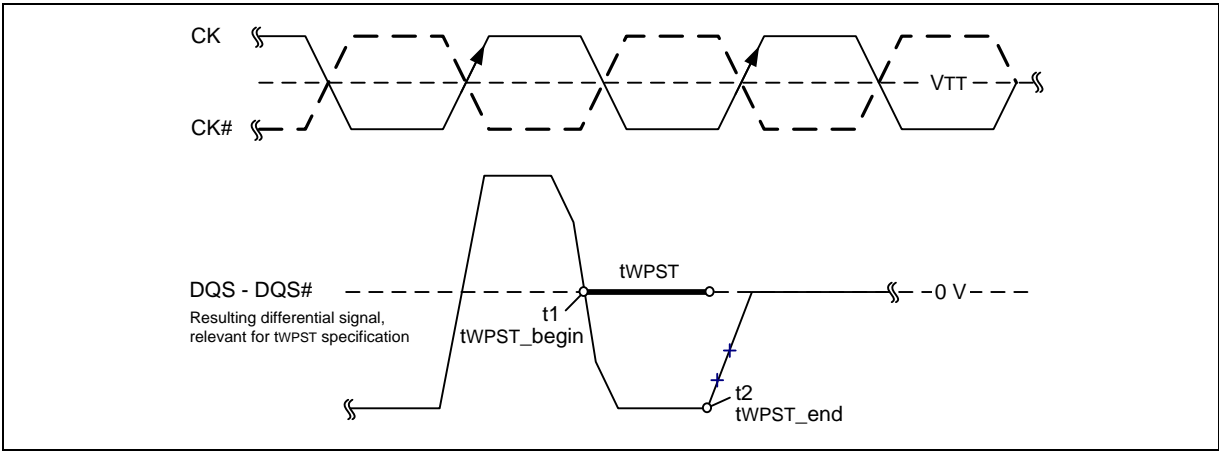 CK
VTT
CK#
tWPST
DQS - DQS#
0 V
Resulting differential signal,
relevant for tWPST specification
t1
tWPST_begin
t2
tWPST_end